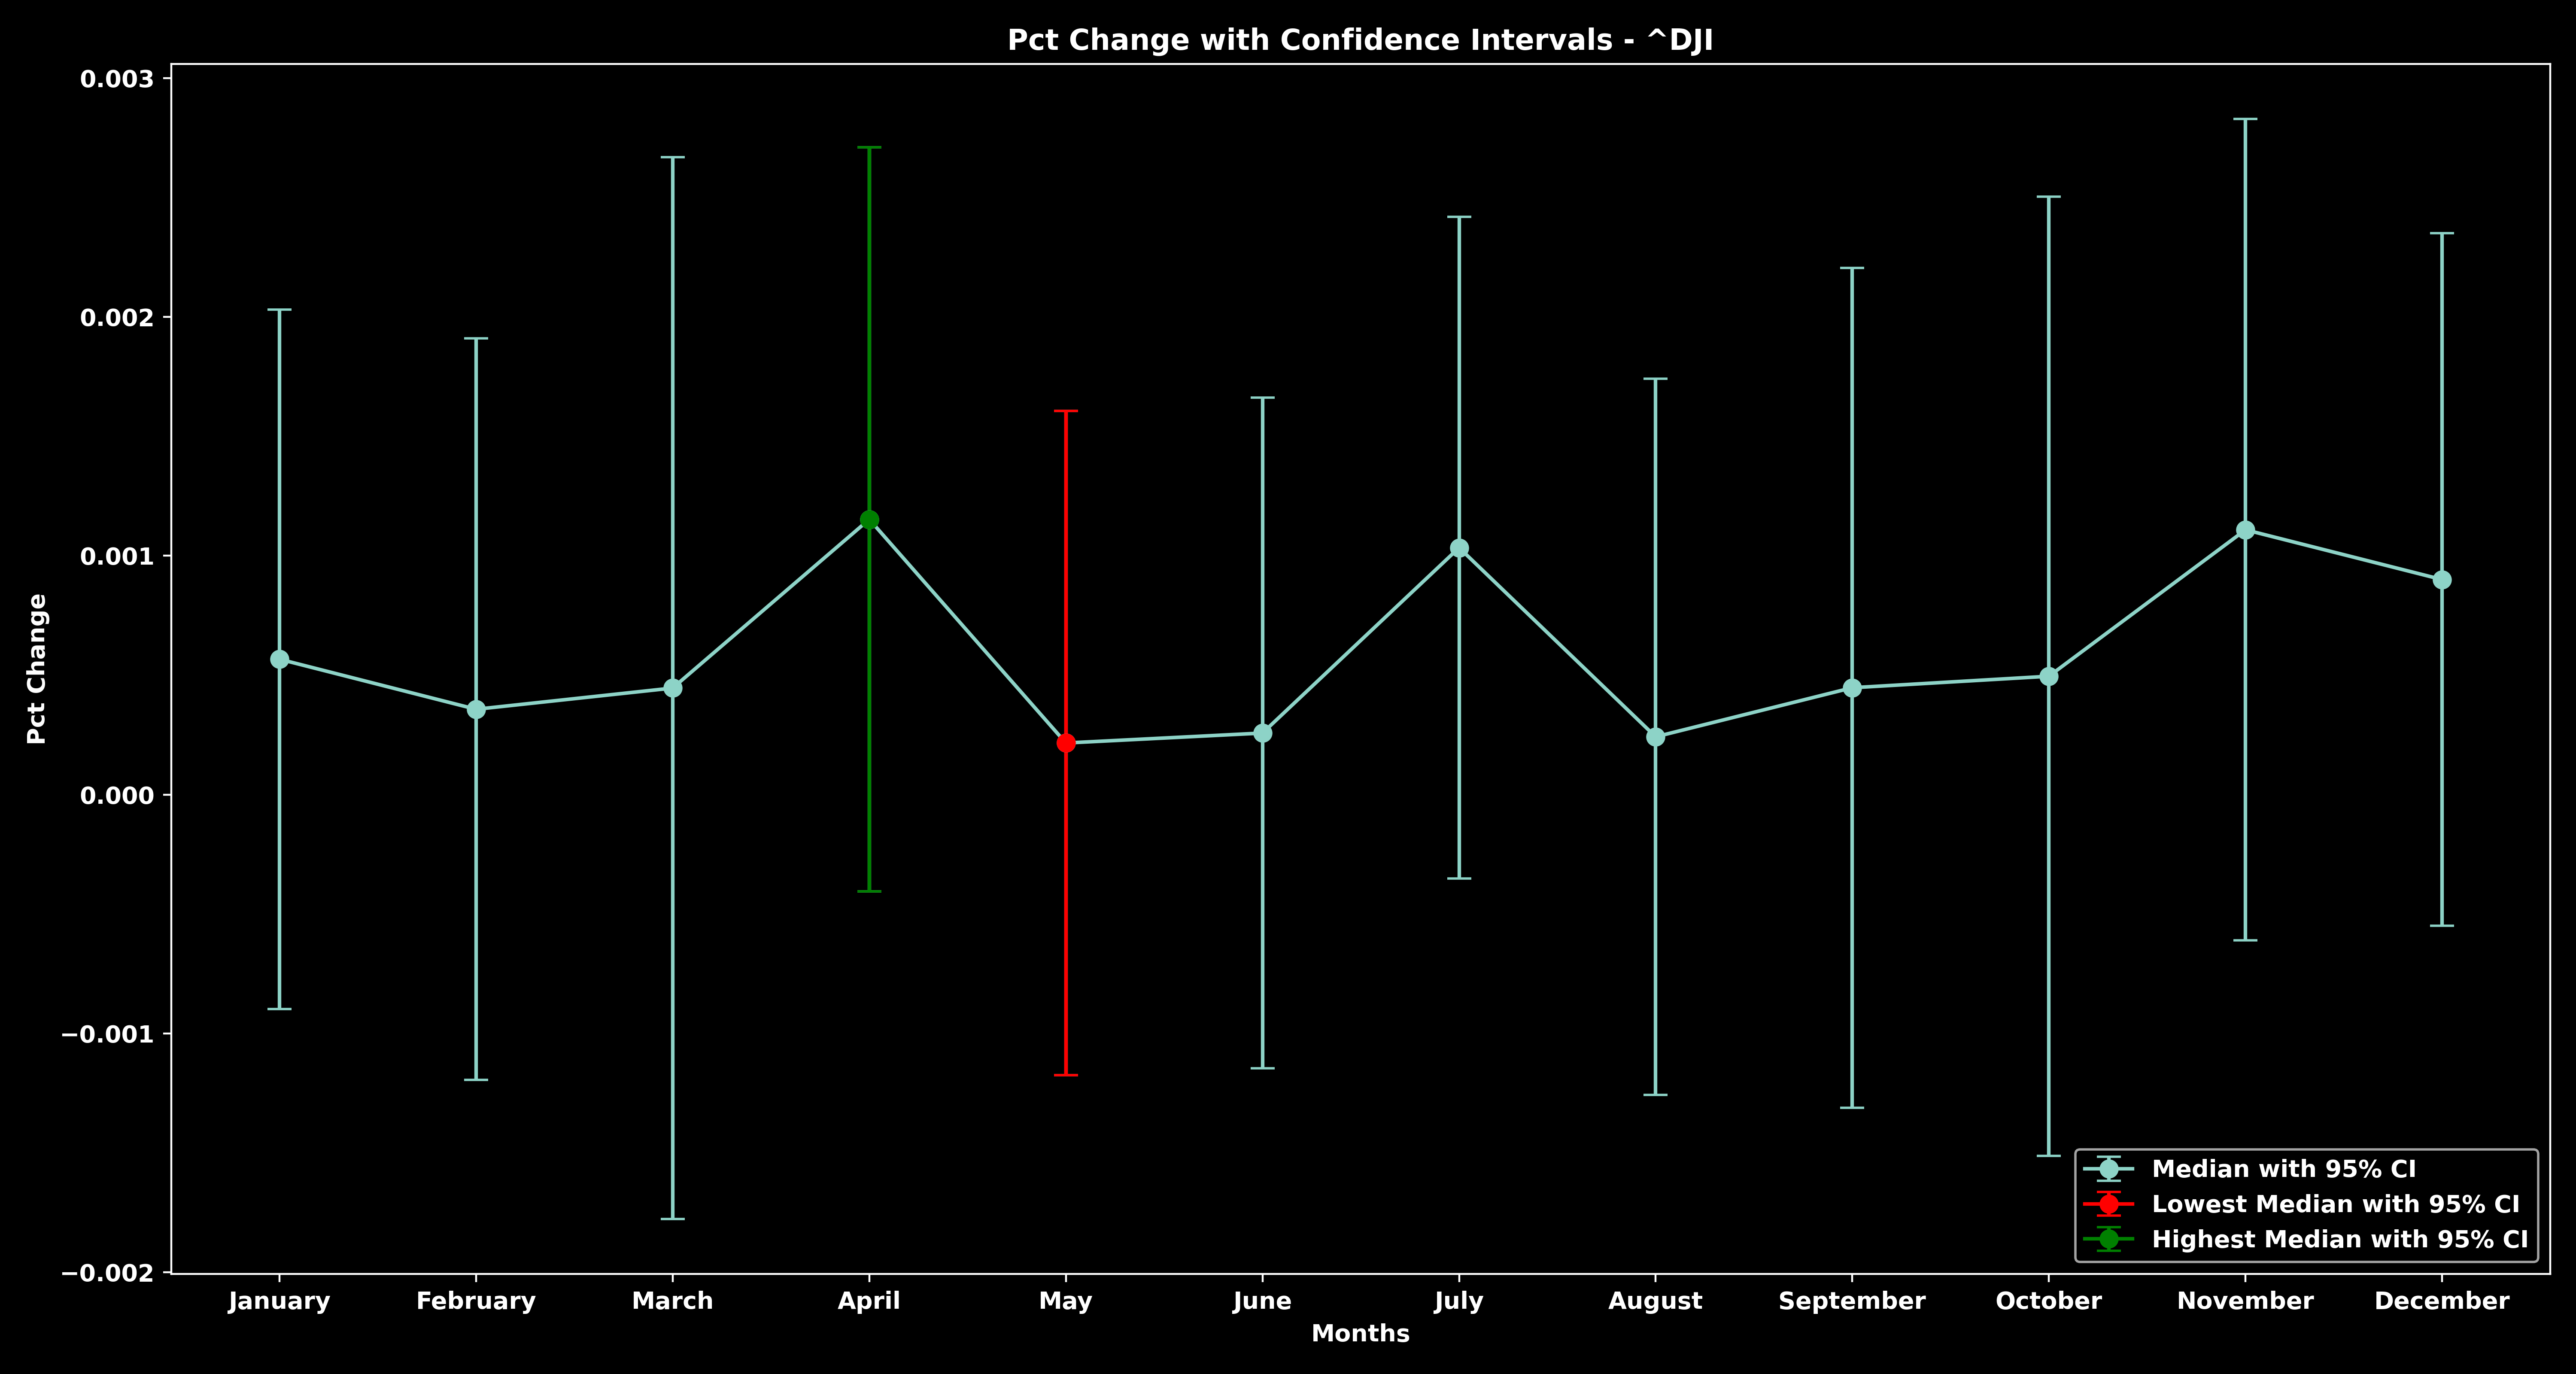 Pct Change with Confidence Intervals - ^DJI
0.003
0.002
0.001
0.000
−0.001
−0.002
Pct Change
January February March April May June July August September October November December
Months
Median with 95% CI
Lowest Median with 95% CI
Highest Median with 95% CI